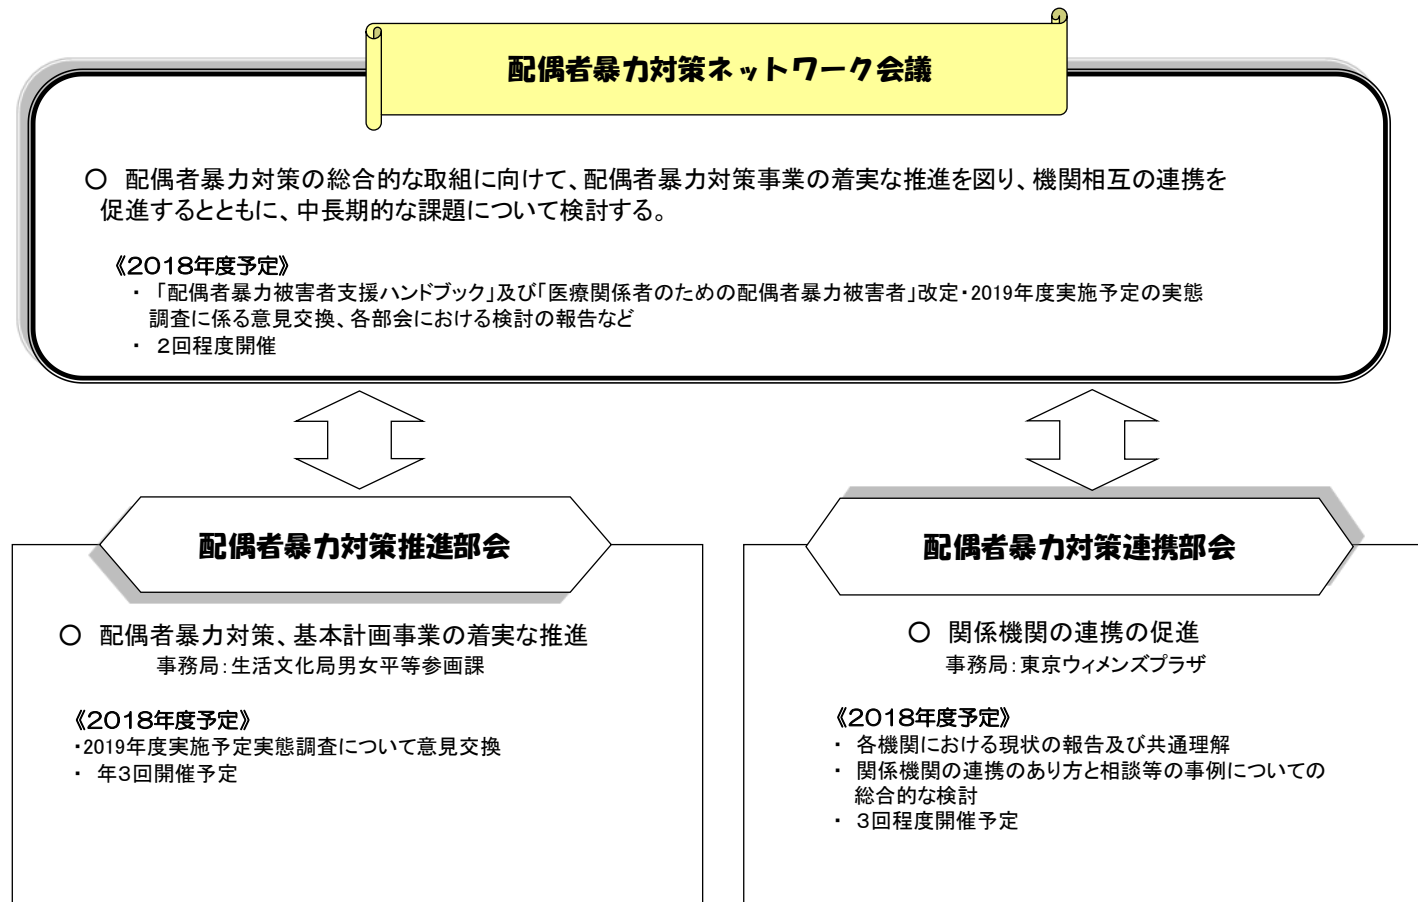 配偶者暴力対策ネットワーク会議
○ 配偶者暴力対策の総合的な取組に向けて、配偶者暴力対策事業の着実な推進を図り、機関相互の連携を
促進するとともに、中長期的な課題について検討する。
《2018年度予定》
・ 「配偶者暴力被害者支援ハンドブック」及び「医療関係者のための配偶者暴力被害者」改定・2019年度実施予定の実態
調査に係る意見交換、各部会における検討の報告など
・ 2回程度開催
配偶者暴力対策推進部会
○ 配偶者暴力対策、基本計画事業の着実な推進
事務局：生活文化局男女平等参画課
《2018年度予定》
・2019年度実施予定実態調査について意見交換
・ 年3回開催予定
配偶者暴力対策連携部会
○ 関係機関の連携の促進
事務局：東京ウィメンズプラザ
《2018年度予定》
・ 各機関における現状の報告及び共通理解
・ 関係機関の連携のあり方と相談等の事例についての
総合的な検討
・ 3回程度開催予定